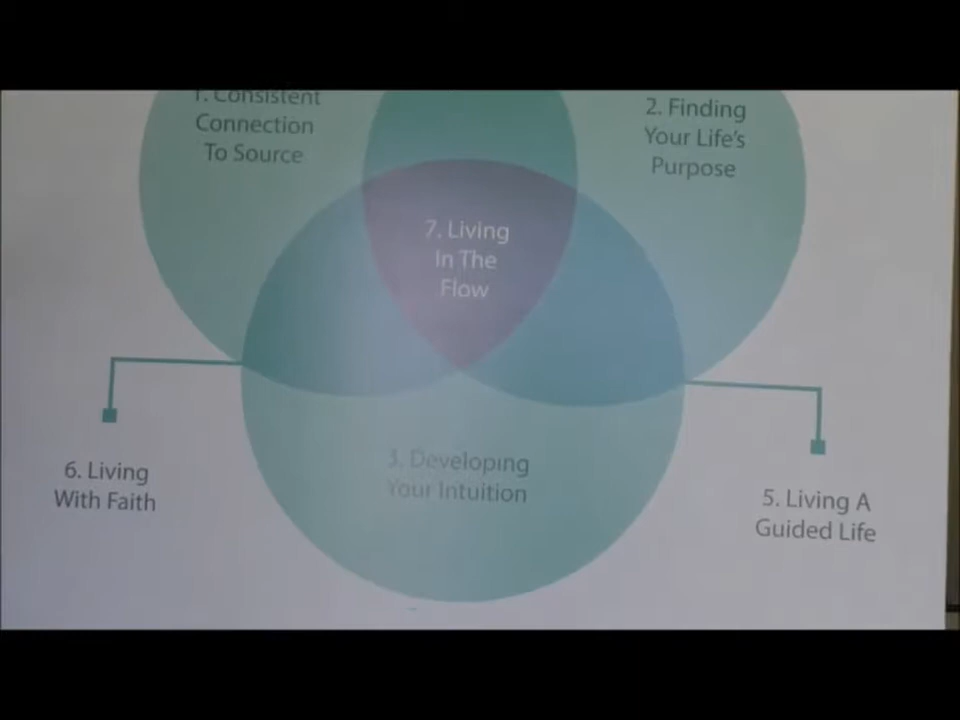 1. Consistent
Connection
To Source
2. Finding
Your Life's
Purpose
7. Living
In The
Flow
3. Developing
Your Intuition
6. Living
With Faith
5. Living A
Guided Life